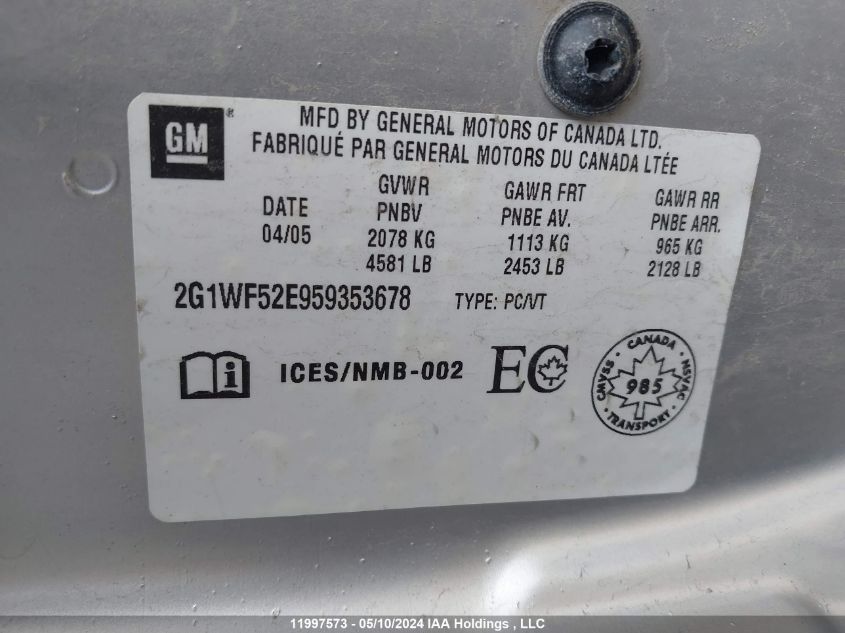 GM®
MFD BY GENERAL MOTORS OF CANADA LTD.
FABRIQUÉ PAR GENERAL MOTORS DU CANADA LTÉE
DATE
04/05
GVWR
PNBV
2078 KG
4581 LB
GAWR FRT
PNBE AV.
1113 KG
2453 LB
GAWR RR
PNBE ARR.
965 KG
2128 LB
2G1WF52E959353678 TYPE: PC/VT
i ICES/NMB-002 EC
CANADA
CMVSS 985 NSVAC
TRANSPORT
11997573 - 05/10/2024 IAA Holdings , LLC